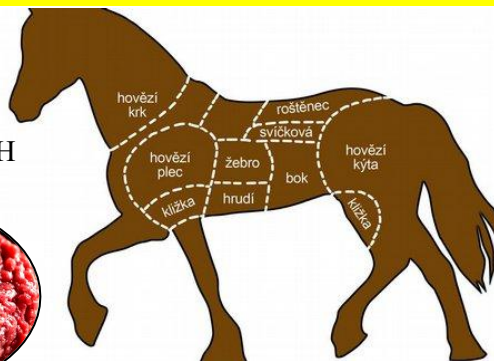 hovězí
krk
roštěnec
svíčková
H
hovězí
plec
žebro
hovězí
kýta
bok
kližka
hrudí
kližka